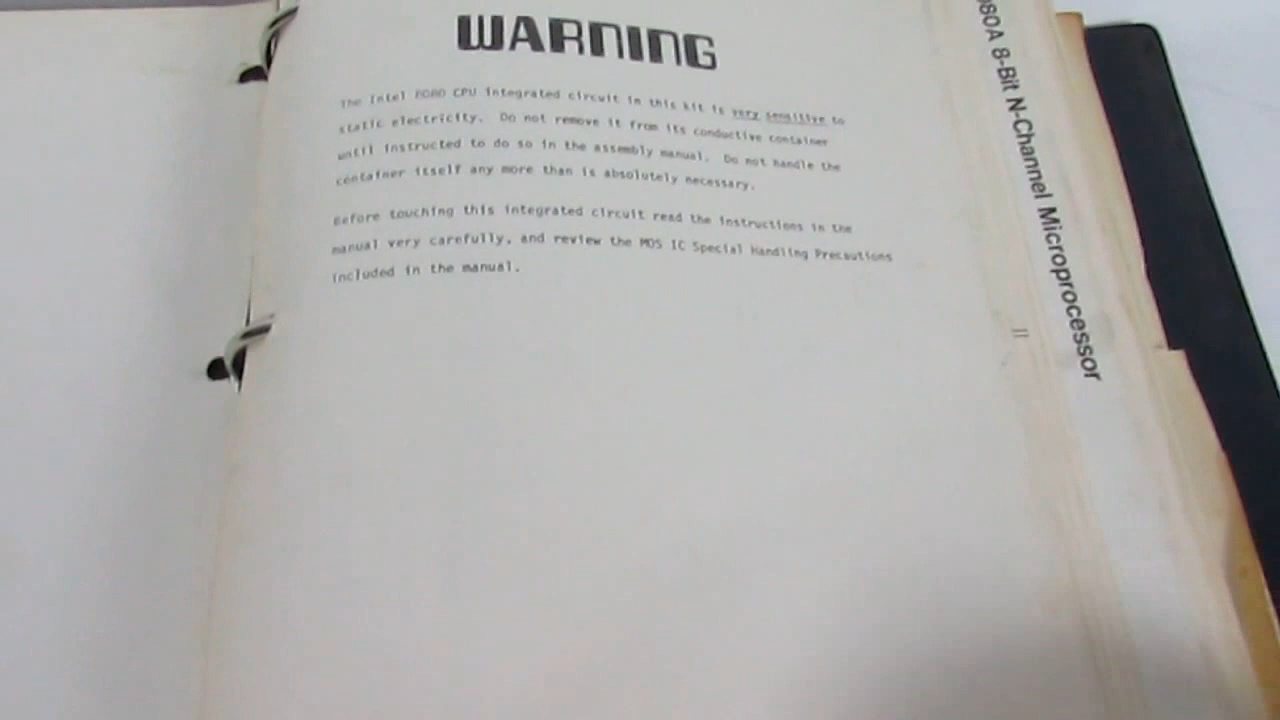 WARNING
The Intel 8080 CPU integrated circuit in this kit is very sensitive to
static electricity. Do not remove it from its conductive container
until instructed to do so in the assembly manual. Do not handle the
container itself any more than is absolutely necessary.
Before touching this integrated circuit read the instructions in the
manual very carefully, and review the MOS IC Special Handling Precautions
included in the manual.
080A 8-Bit N-Channel Microprocessor